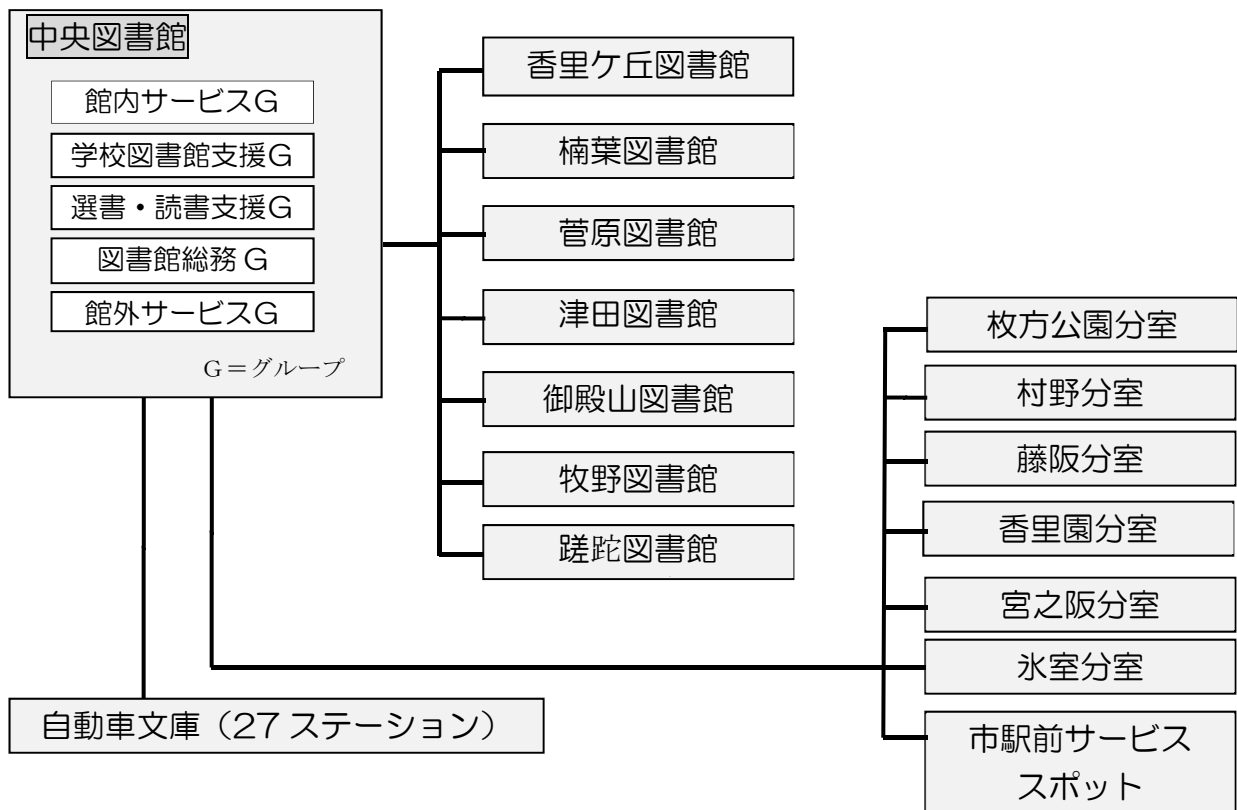 中央図書館
館内サービスG
学校図書館支援G
選書・読書支援G
図書館総務 G
館外サービスG
G＝グループ
香里ケ丘図書館
楠葉図書館
菅原図書館
津田図書館
御殿山図書館
牧野図書館
蹉跎図書館
枚方公園分室
村野分室
藤阪分室
香里園分室
宮之阪分室
氷室分室
市駅前サービス
スポット
自動車文庫（27 ステーション）